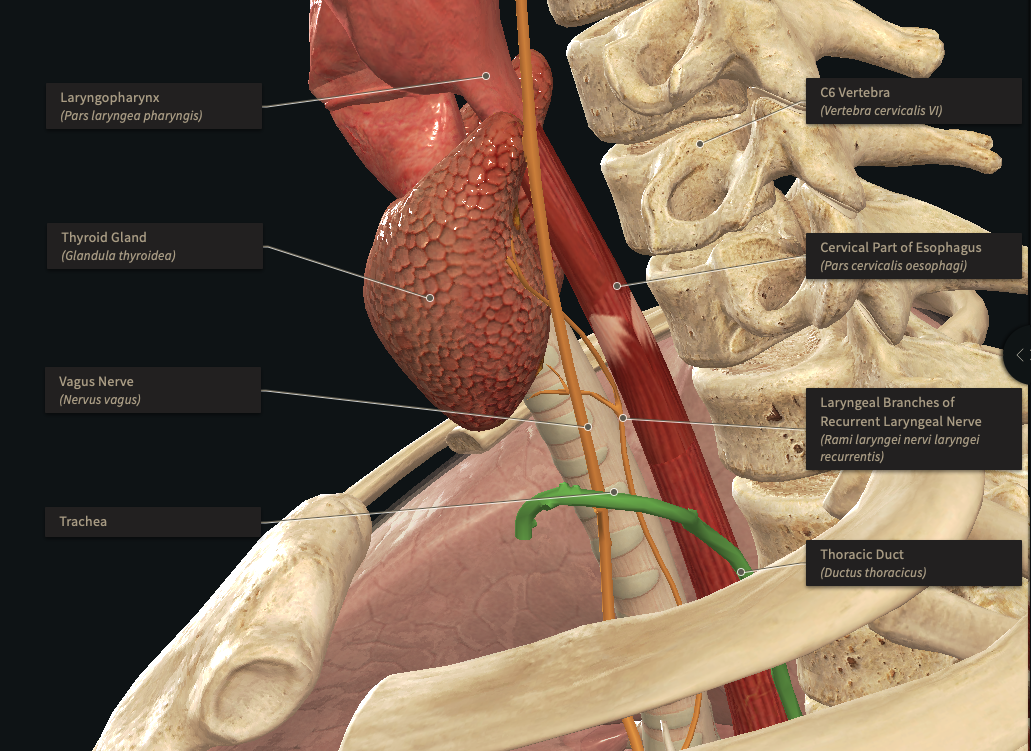 Laryngopharynx
(Pars laryngea pharyngis)
Thyroid Gland
(Glandula thyroidea)
Vagus Nerve
(Nervus vagus)
Trachea
C6 Vertebra
(Vertebra cervicalis VI)
Cervical Part of Esophagus
(Pars cervicalis oesophagi)
Laryngeal Branches of
Recurrent Laryngeal Nerve
(Rami laryngei nervi laryngei
recurrentis)
Thoracic Duct
(Ductus thoracicus)